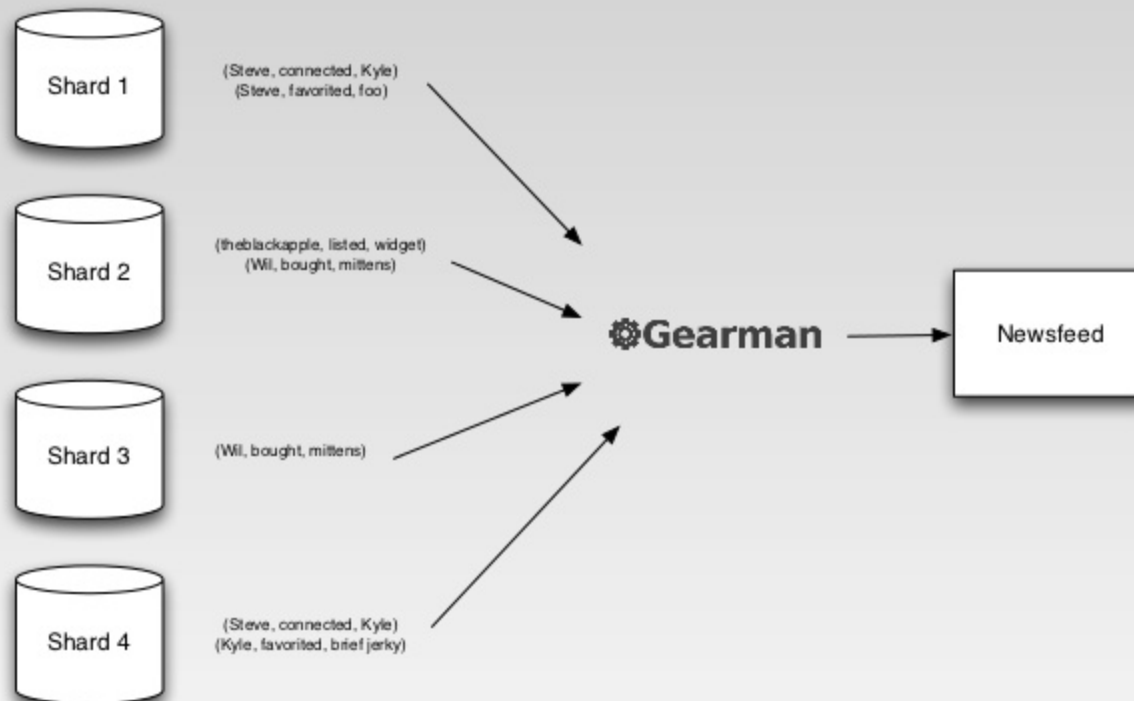 Shard 1
(Steve, connected, Kyle)
(Steve, favorited, foo)
Shard 2
(theblackapple, listed, widget)
(Wil, bought, mittens)
Gearman
Newsfeed
Shard 3
(Wil, bought, mittens)
Shard 4
(Steve, connected, Kyle)
(Kyle, favorited, brief jerky)